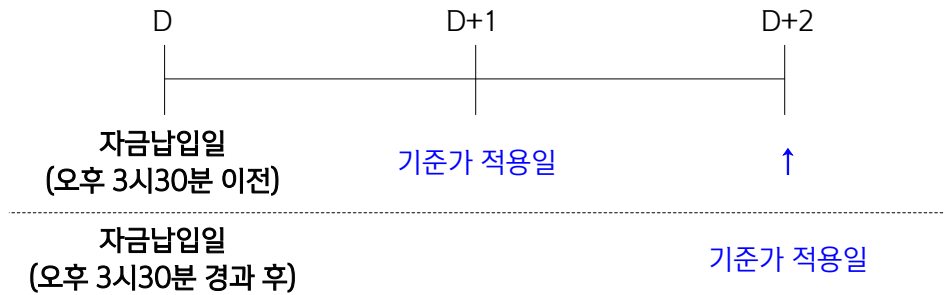 D D+1 D+2
자금납입일
(오후 3시30분 이전)
기준가 적용일
↑
자금납입일
(오후 3시30분 경과 후)
기준가 적용일